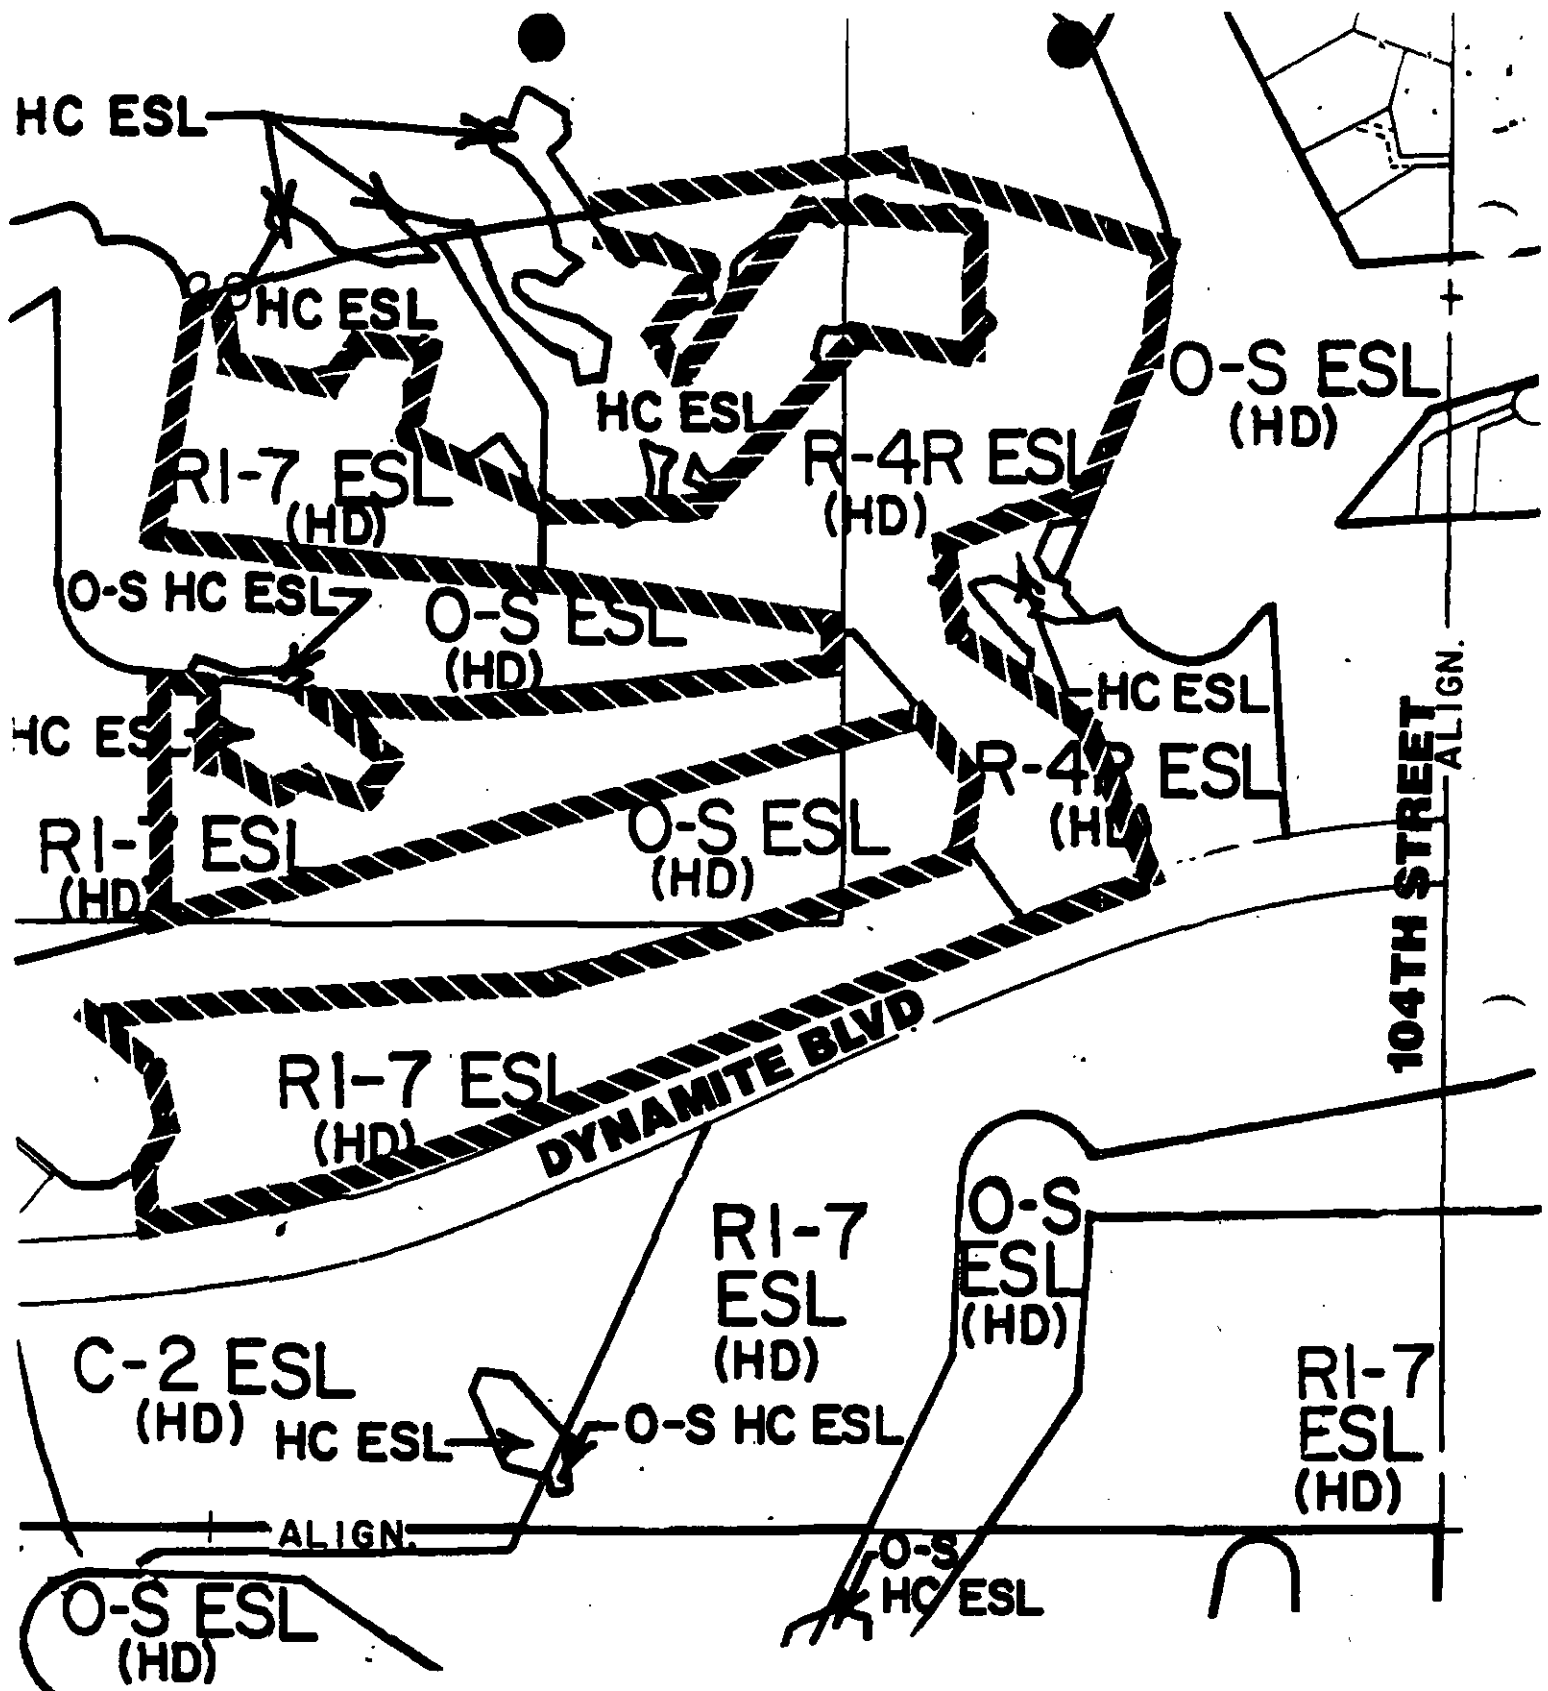 HC ESL
HC ESL
O-S ESL
(HD)
HC ESL
R-4R ESL
(HD)
R1-7 ESL
(HD)
O-S HC ESL
O-S ESL
(HD)
ALIGN.
HC ESL
104TH STREET
HC ESL
R-4R ESL
(HD)
R1-7 ESL
(HD)
O-S ESL
(HD)
DYNAMITE BLVD
R1-7 ESL
(HD)
O-S
ESL
(HD)
R1-7
ESL
(HD)
C-2 ESL
(HD)
HC ESL
O-S HC ESL
R1-7
ESL
(HD)
ALIGN.
O-S
HC ESL
O-S ESL
(HD)